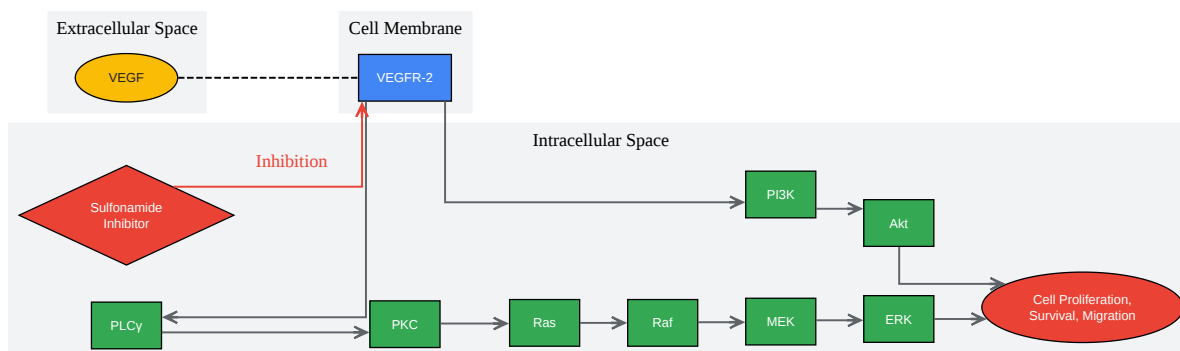 Extracellular Space
Cell Membrane
VEGF
VEGFR-2
Intracellular Space
Inhibition
Sulfonamide
Inhibitor
PI3K
Akt
PLCγ
PKC
Ras
Raf
MEK
ERK
Cell Proliferation,
Survival, Migration